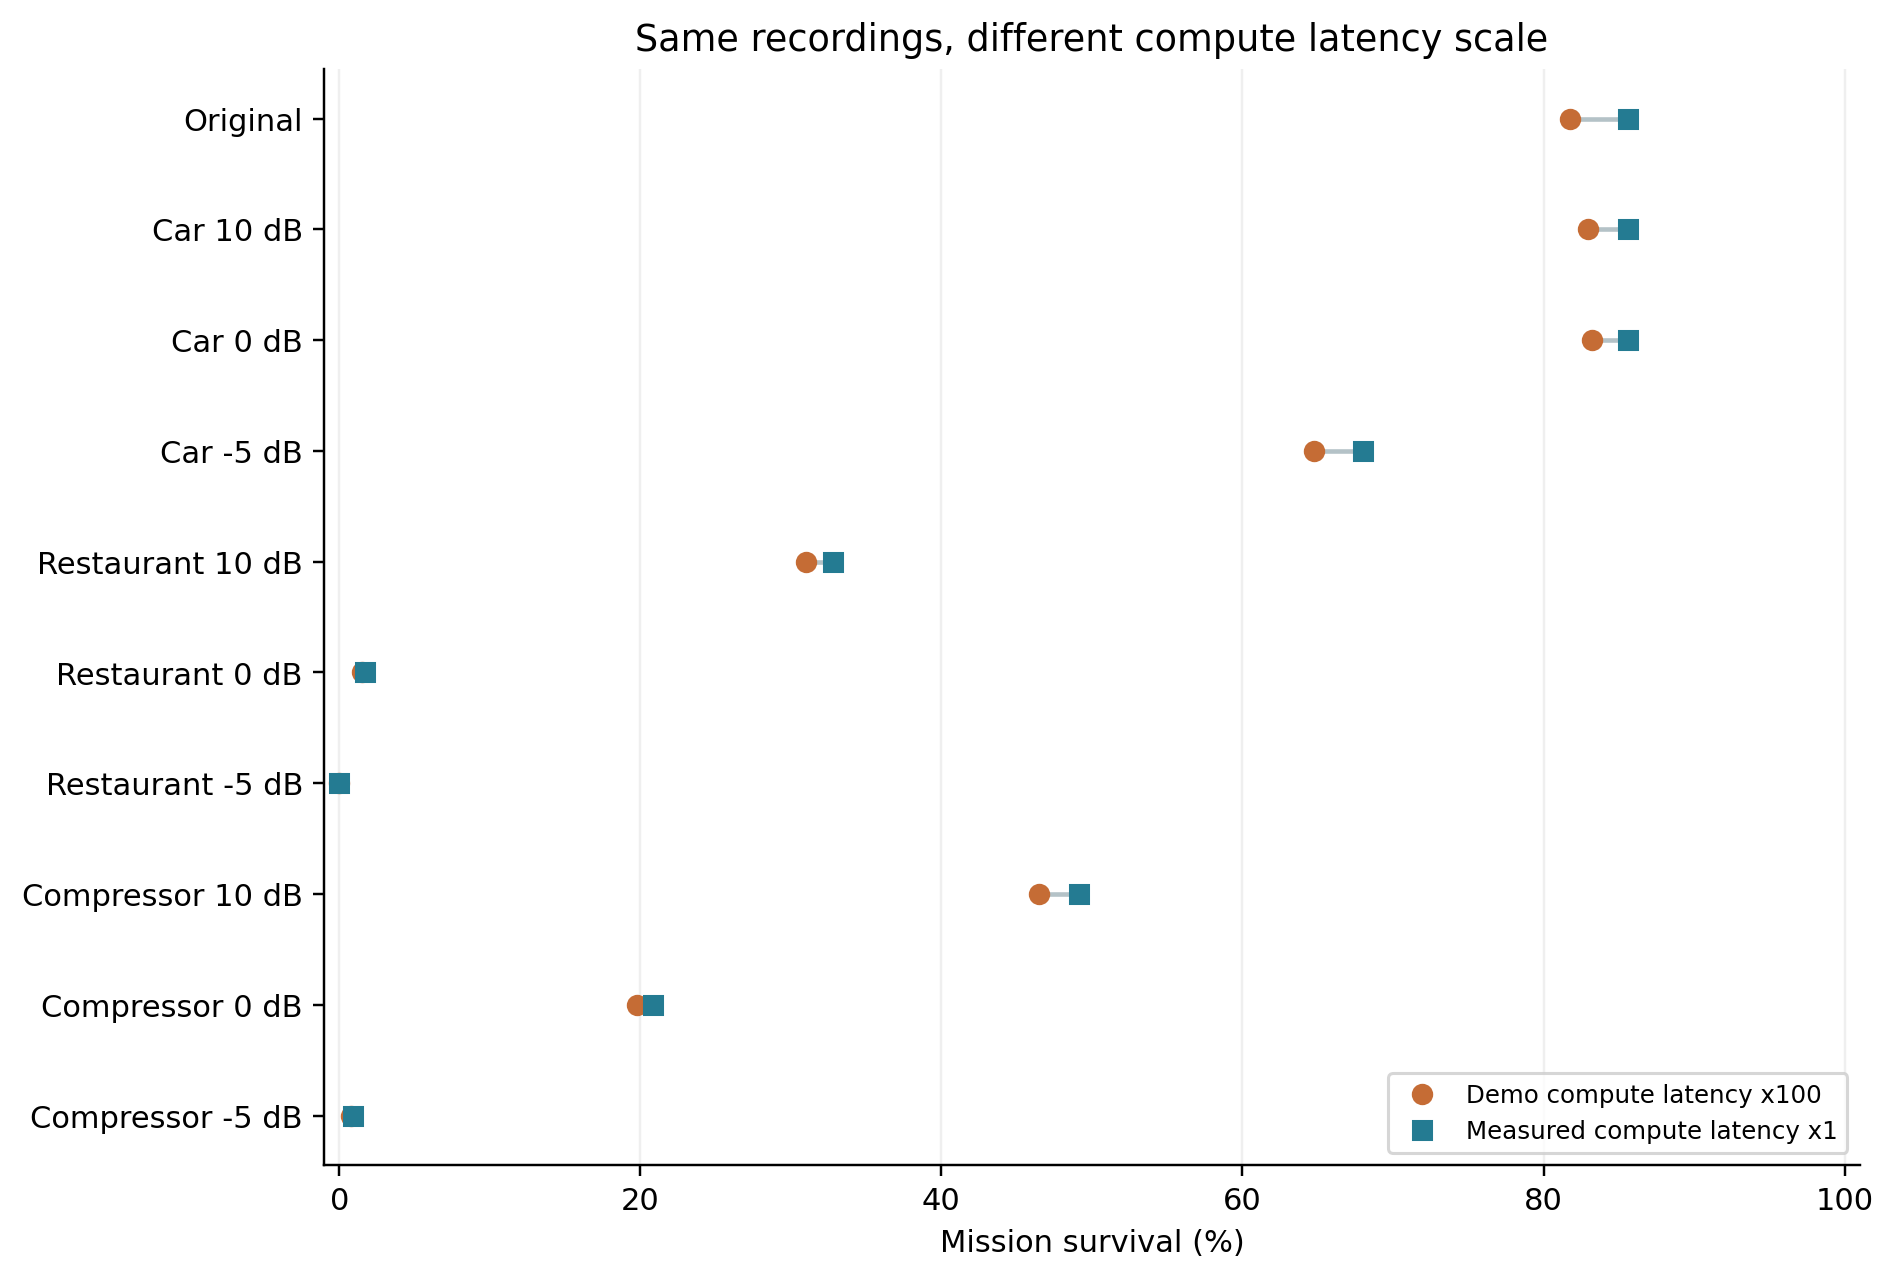 Same recordings, different compute latency scale
Original
Car 10 dB
Car 0 dB
Car -5 dB
Restaurant 10 dB
Restaurant 0 dB
Restaurant -5 dB
Compressor 10 dB
Compressor 0 dB
Compressor -5 dB
Demo compute latency x100
Measured compute latency x1
0 20 40 60 80 100
Mission survival (%)